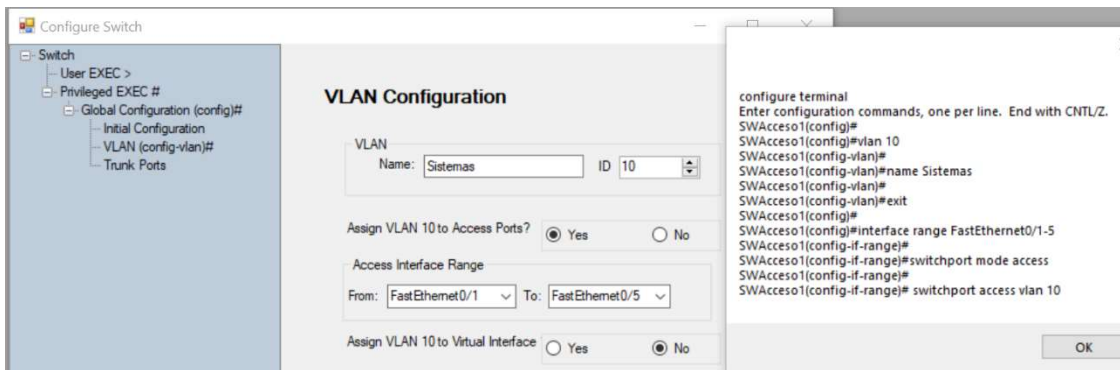 Configure Switch
Switch
User EXEC >
Privileged EXEC #
Global Configuration (config)#
Initial Configuration
VLAN (config-vlan)#
Trunk Ports
VLAN Configuration
VLAN
Name: Sistemas ID 10
Assign VLAN 10 to Access Ports? Yes No
Access Interface Range
From: FastEthernet0/1 To: FastEthernet0/5
Assign VLAN 10 to Virtual Interface Yes No
configure terminal
Enter configuration commands, one per line. End with CNTL/Z.
SWAcceso1(config)#
SWAcceso1(config)#vlan 10
SWAcceso1(config-vlan)#
SWAcceso1(config-vlan)#name Sistemas
SWAcceso1(config-vlan)#
SWAcceso1(config-vlan)#exit
SWAcceso1(config)#
SWAcceso1(config)#interface range FastEthernet0/1-5
SWAcceso1(config-if-range)#
SWAcceso1(config-if-range)#switchport mode access
SWAcceso1(config-if-range)#
SWAcceso1(config-if-range)# switchport access vlan 10
OK